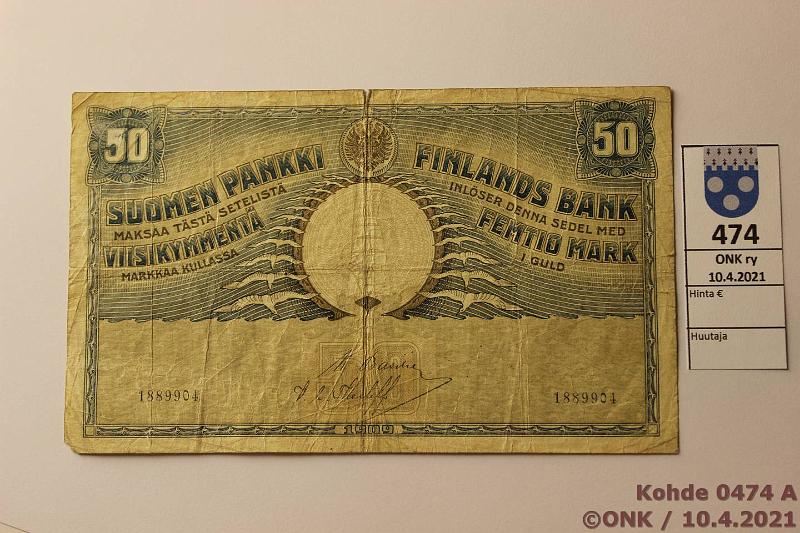 50
50
SUOMEN PANKKI
MAKSAA TÄSTÄ SETELISTÄ
VIISIKYMMENTÄ
MARKKAA KULLASSA
FINLANDS BANK
INLÖSER DENNA SEDEL MED
FEMTIO MARK
I GULD
1889904
1889904
1909
474
ONK ry
10.4.2021
Hinta €
Huutaja
Kohde 0474 A
©ONK / 10.4.2021